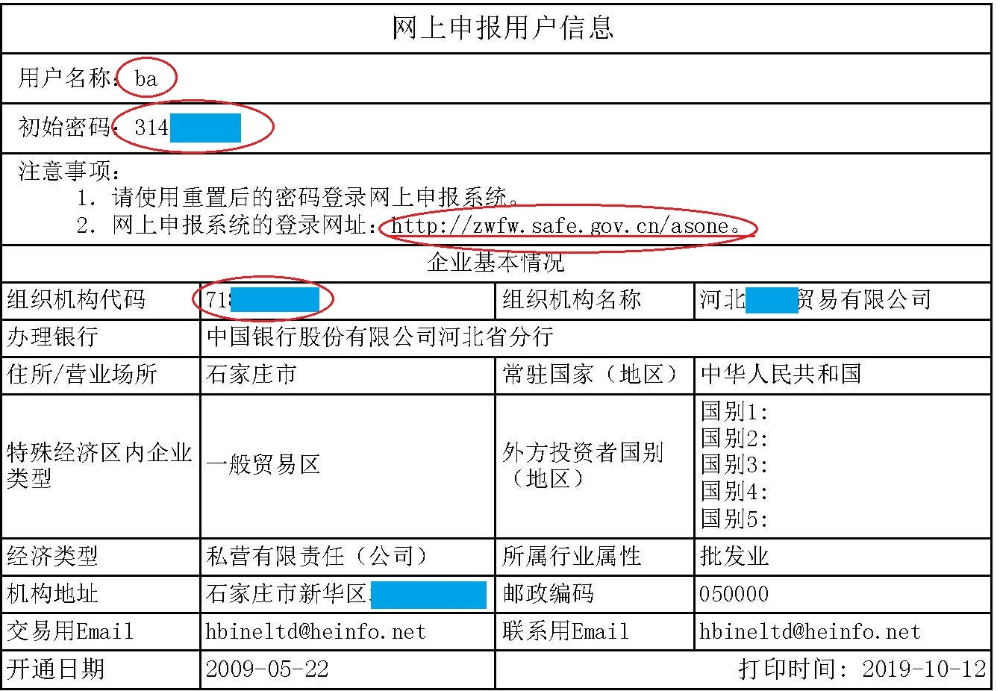 网上申报用户信息
用户名称：ba
初始密码：314
注意事项：
1. 请使用重置后的密码登录网上申报系统。
2. 网上申报系统的登录网址：http://zwfw.safe.gov.cn/asone。
企业基本情况
组织机构代码 71 组织机构名称 河北 贸易有限公司
办理银行 中国银行股份有限公司河北省分行
住所/营业场所 石家庄市 常驻国家（地区） 中华人民共和国
特殊经济区内企业
类型
一般贸易区
外方投资者国别
（地区）
国别1：
国别2：
国别3：
国别4：
国别5：
经济类型 私营有限责任（公司） 所属行业属性 批发业
机构地址 石家庄市新华区 邮政编码 050000
交易用Email hbineltd@heinfo.net 联系用Email hbineltd@heinfo.net
开通日期 2009-05-22 打印时间：2019-10-12